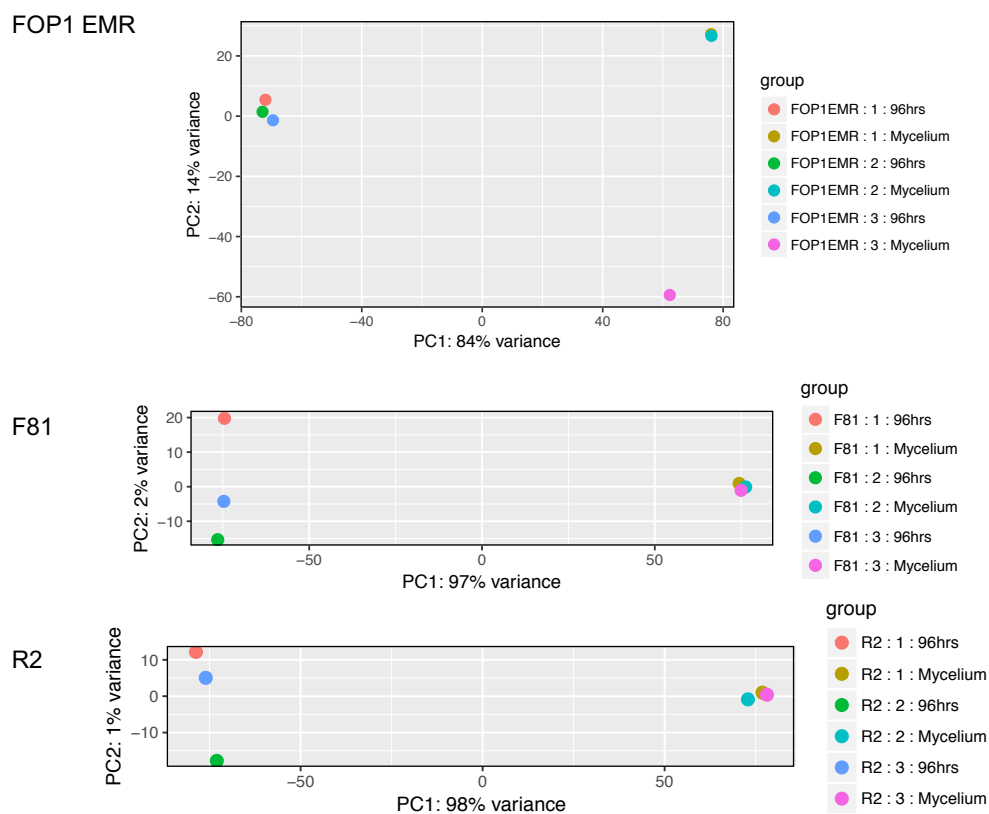 FOP1 EMR
20
0
−20
−40
−60
PC2: 14% variance
−80
−40
0
40
80
PC1: 84% variance
group
FOP1EMR : 1 : 96hrs
FOP1EMR : 1 : Mycelium
FOP1EMR : 2 : 96hrs
FOP1EMR : 2 : Mycelium
FOP1EMR : 3 : 96hrs
FOP1EMR : 3 : Mycelium
F81
20
10
0
−10
PC2: 2% variance
−50
0
50
PC1: 97% variance
group
F81 : 1 : 96hrs
F81 : 1 : Mycelium
F81 : 2 : 96hrs
F81 : 2 : Mycelium
F81 : 3 : 96hrs
F81 : 3 : Mycelium
R2
10
0
−10
PC2: 1% variance
−50
0
50
PC1: 98% variance
group
R2 : 1 : 96hrs
R2 : 1 : Mycelium
R2 : 2 : 96hrs
R2 : 2 : Mycelium
R2 : 3 : 96hrs
R2 : 3 : Mycelium